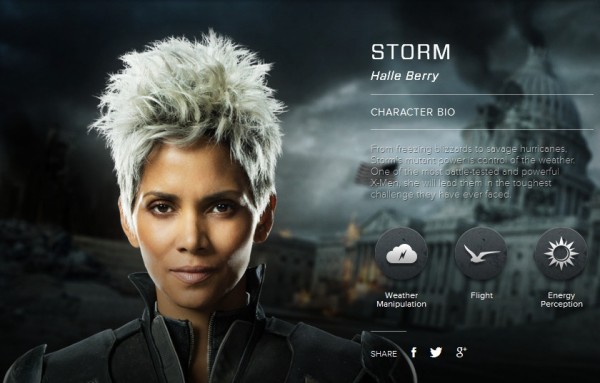 STORM
Halle Berry
CHARACTER BIO
From freezing blizzards to savage hurricanes,
Storm's mutant power is control of the weather.
One of the most battle-tested and powerful
X-Men, she will lead them in the toughest
challenge they have ever faced.
Weather
Manipulation
Flight
Energy
Perception
SHARE f g+